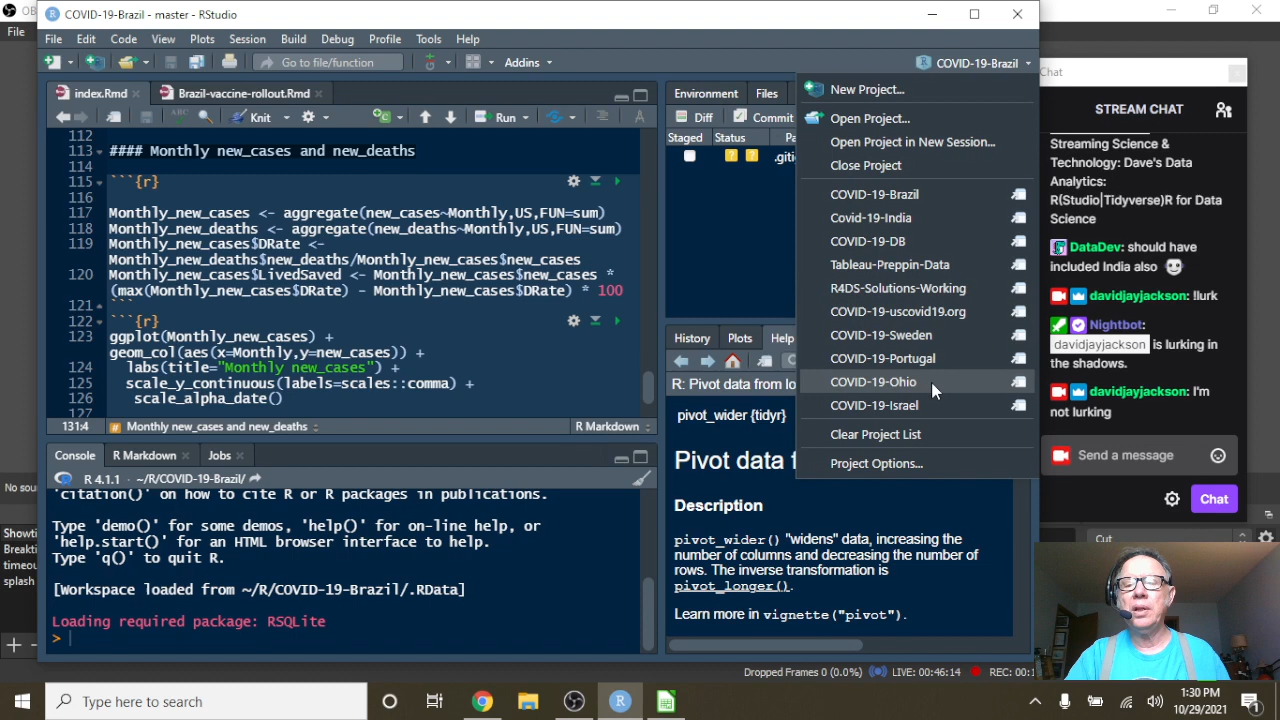 OB
COVID-19-Brazil - master - RStudio
File
File Edit Code View Plots Session Build Debug Profile Tools Help
Go to file/function
Addins
COVID-19-Brazil
index.Rmd
Brazil-vaccine-rollout.Rmd
Knit
Run
112
113 #### Monthly new_cases and new_deaths
114
115 ```{r}
116
117 Monthly_new_cases <- aggregate(new_cases~Monthly,US,FUN=sum)
118 Monthly_new_deaths <- aggregate(new_deaths~Monthly,US,FUN=sum)
119 Monthly_new_cases$DRate <-
Monthly_new_deaths$new_deaths/Monthly_new_cases$new_cases
120 Monthly_new_cases$LivedSaved <- Monthly_new_cases$new_cases *
(max(Monthly_new_cases$DRate) - Monthly_new_cases$DRate) * 100
121 ```
122 ```{r}
123 ggplot(Monthly_new_cases) +
geom_col(aes(x=Monthly,y=new_cases)) +
124 labs(title="Monthly new_cases") +
125 scale_y_continuous(labels=scales::comma) +
126 scale_alpha_date()
127
131:4
Monthly new_cases and new_deaths
R Markdown
Console R Markdown Jobs
R 4.1.1 · ~/R/COVID-19-Brazil/
'citation()' on how to cite R or R packages in publications.
Type 'demo()' for some demos, 'help()' for on-line help, or
'help.start()' for an HTML browser interface to help.
Type 'q()' to quit R.
[Workspace loaded from ~/R/COVID-19-Brazil/.RData]
Loading required package: RSQLite
>
Environment Files
Diff Commit
Staged Status Pa
.giti
History Plots Help
R: Pivot data from lo
pivot_wider {tidyr}
Pivot data f
Description
pivot_wider() "widens" data, increasing the
number of columns and decreasing the number of
rows. The inverse transformation is
pivot_longer().
Learn more in vignette("pivot").
New Project...
Open Project...
Open Project in New Session...
Close Project
COVID-19-Brazil
Covid-19-India
COVID-19-DB
Tableau-Preppin-Data
R4DS-Solutions-Working
COVID-19-uscovid19.org
COVID-19-Sweden
COVID-19-Portugal
COVID-19-Ohio
COVID-19-Israel
Clear Project List
Project Options...
Chat
STREAM CHAT
Streaming Science &
Technology: Dave's Data
Analytics:
R(Studio|Tidyverse)R for Data
Science
DataDev: should have
included India also
davidjayjackson: !lurk
Nightbot:
davidjayjackson is lurking in
the shadows.
davidjayjackson: I'm
not lurking
Send a message
Chat
No sou
Showti
Breakti
timeou
splash
Cut
Dropped Frames 0 (0.0%)
LIVE: 00:46:14
REC: 00:1
Type here to search
1:30 PM
10/29/2021
1